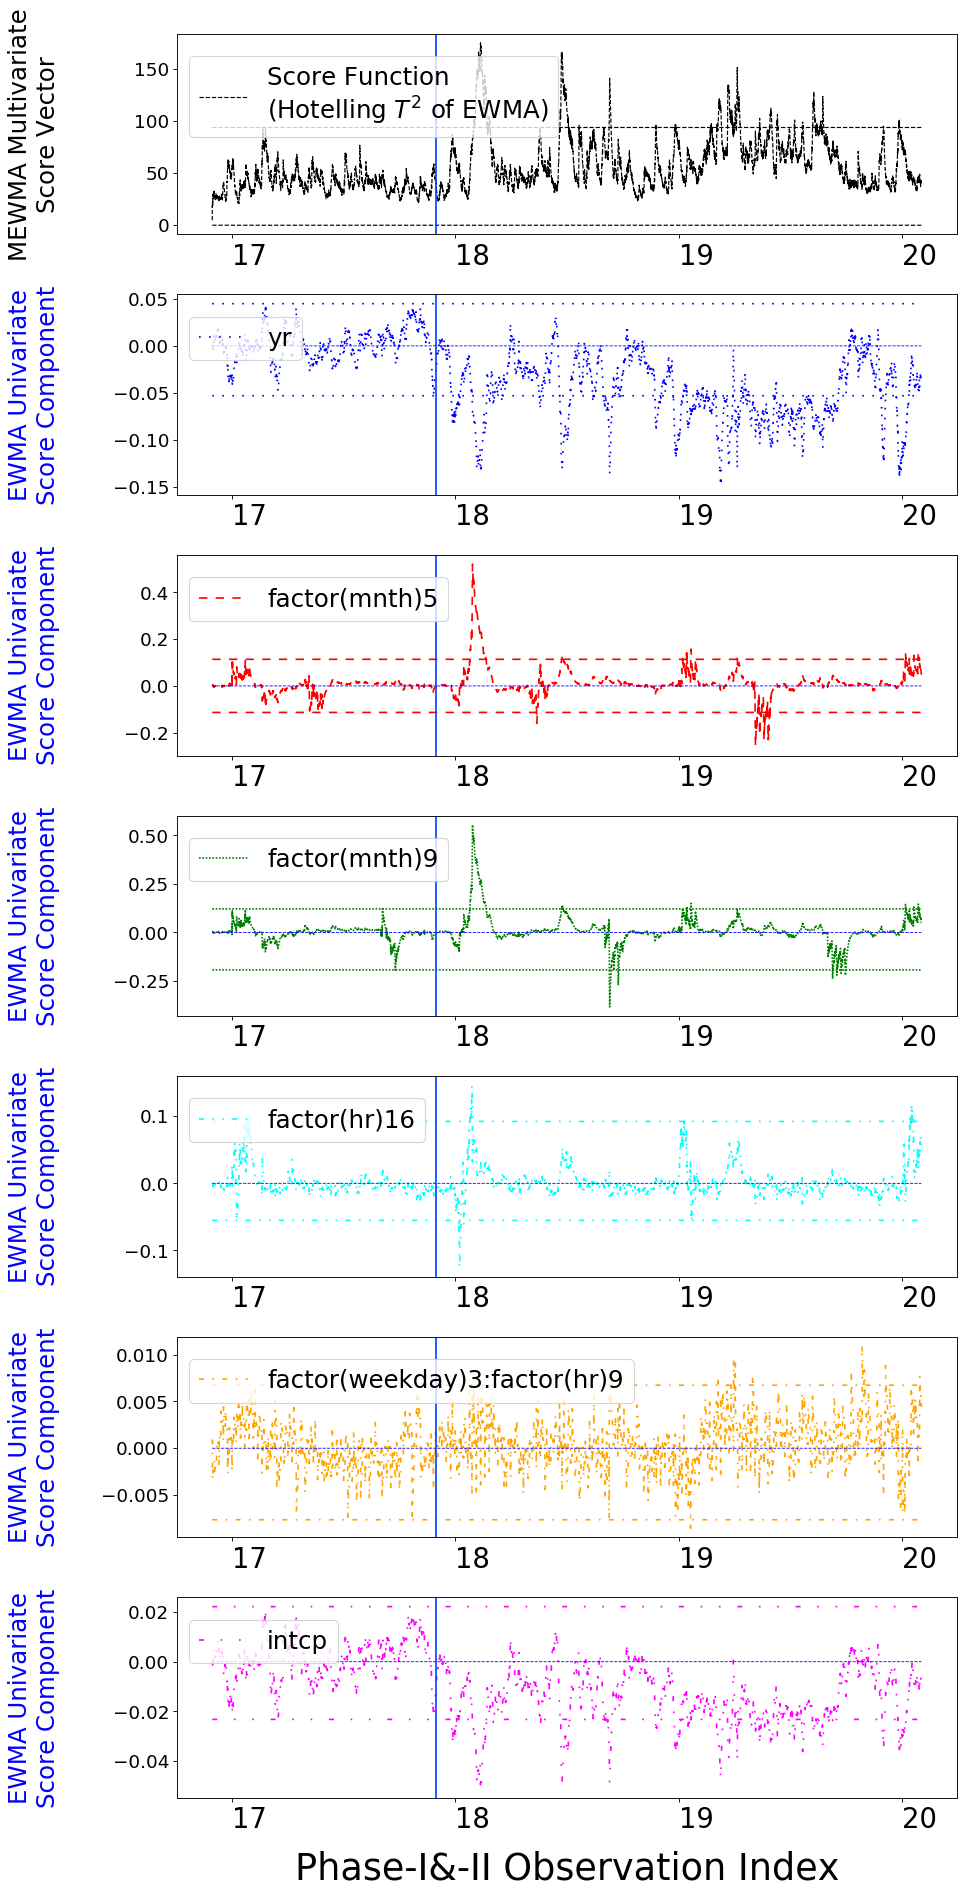 MEWMA Multivariate
Score Vector
150
100
50
0
Score Function
(Hotelling T² of EWMA)
17 18 19 20
EWMA Univariate
Score Component
0.05
0.00
−0.05
−0.10
−0.15
yr
17 18 19 20
EWMA Univariate
Score Component
0.4
0.2
0.0
−0.2
factor(mnth)5
17 18 19 20
EWMA Univariate
Score Component
0.50
0.25
0.00
−0.25
factor(mnth)9
17 18 19 20
EWMA Univariate
Score Component
0.1
0.0
−0.1
factor(hr)16
17 18 19 20
EWMA Univariate
Score Component
0.010
0.005
0.000
−0.005
factor(weekday)3:factor(hr)9
17 18 19 20
EWMA Univariate
Score Component
0.02
0.00
−0.02
−0.04
intcp
17 18 19 20
Phase-I&-II Observation Index